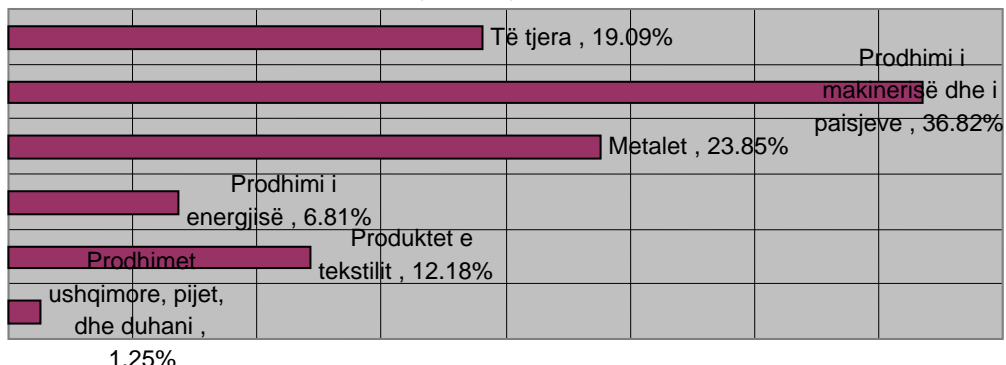 Të tjera , 19.09%
Prodhimi i
makinerisë dhe i
paisjeve , 36.82%
Metalet , 23.85%
Prodhimi i
energjisë , 6.81%
Produktet e
tekstilit , 12.18%
Prodhimet
ushqimore, pijet,
dhe duhani ,
1.25%